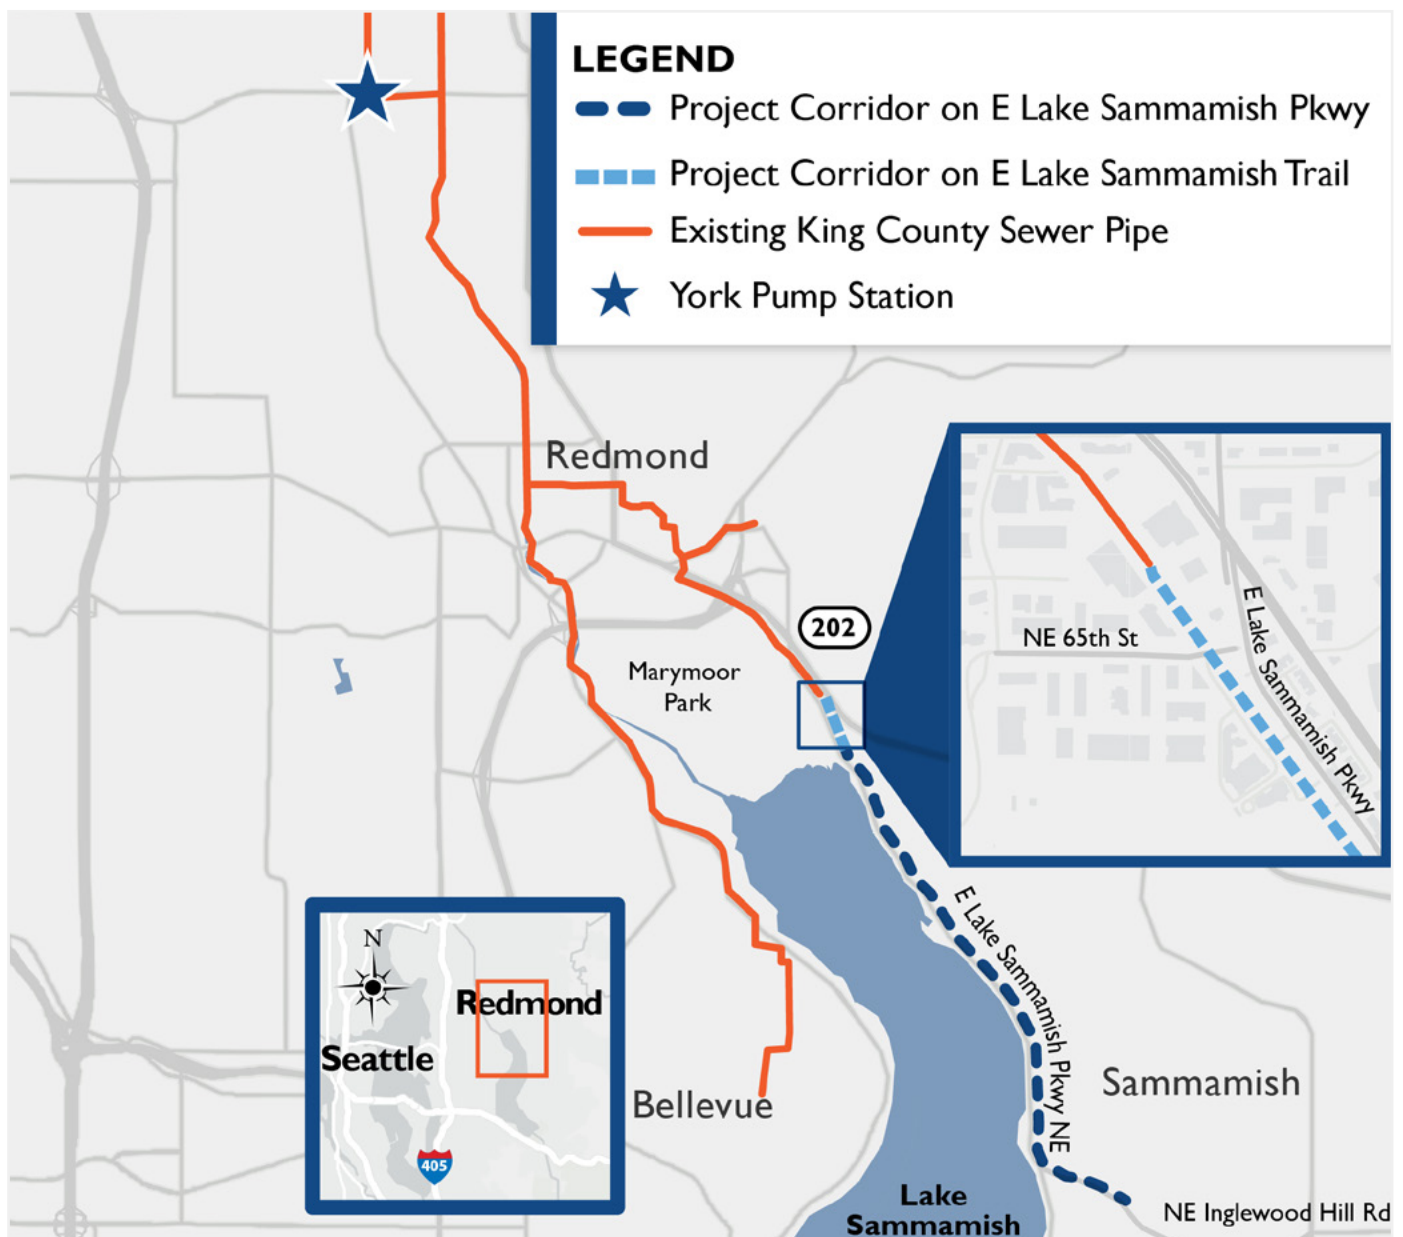 LEGEND
Project Corridor on E Lake Sammamish Pkwy
Project Corridor on E Lake Sammamish Trail
Existing King County Sewer Pipe
York Pump Station
Redmond
202
Marymoor
Park
NE 65th St
E Lake Sammamish Pkwy
E Lake Sammamish Pkwy NE
N
Redmond
Seattle
405
Bellevue
Sammamish
Lake
Sammamish
NE Inglewood Hill Rd